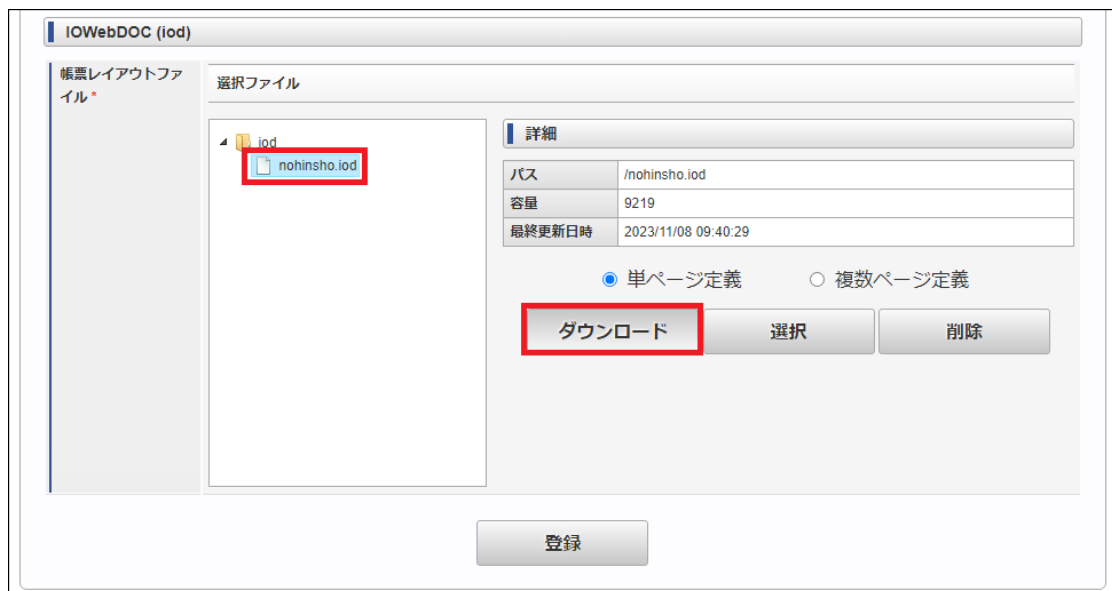 IOWebDOC (iod)
帳票レイアウトファ
イル *
選択ファイル
iod
nohinsho.iod
詳細
パス /nohinsho.iod
容量 9219
最終更新日時 2023/11/08 09:40:29
単ページ定義 複数ページ定義
ダウンロード 選択 削除
登録